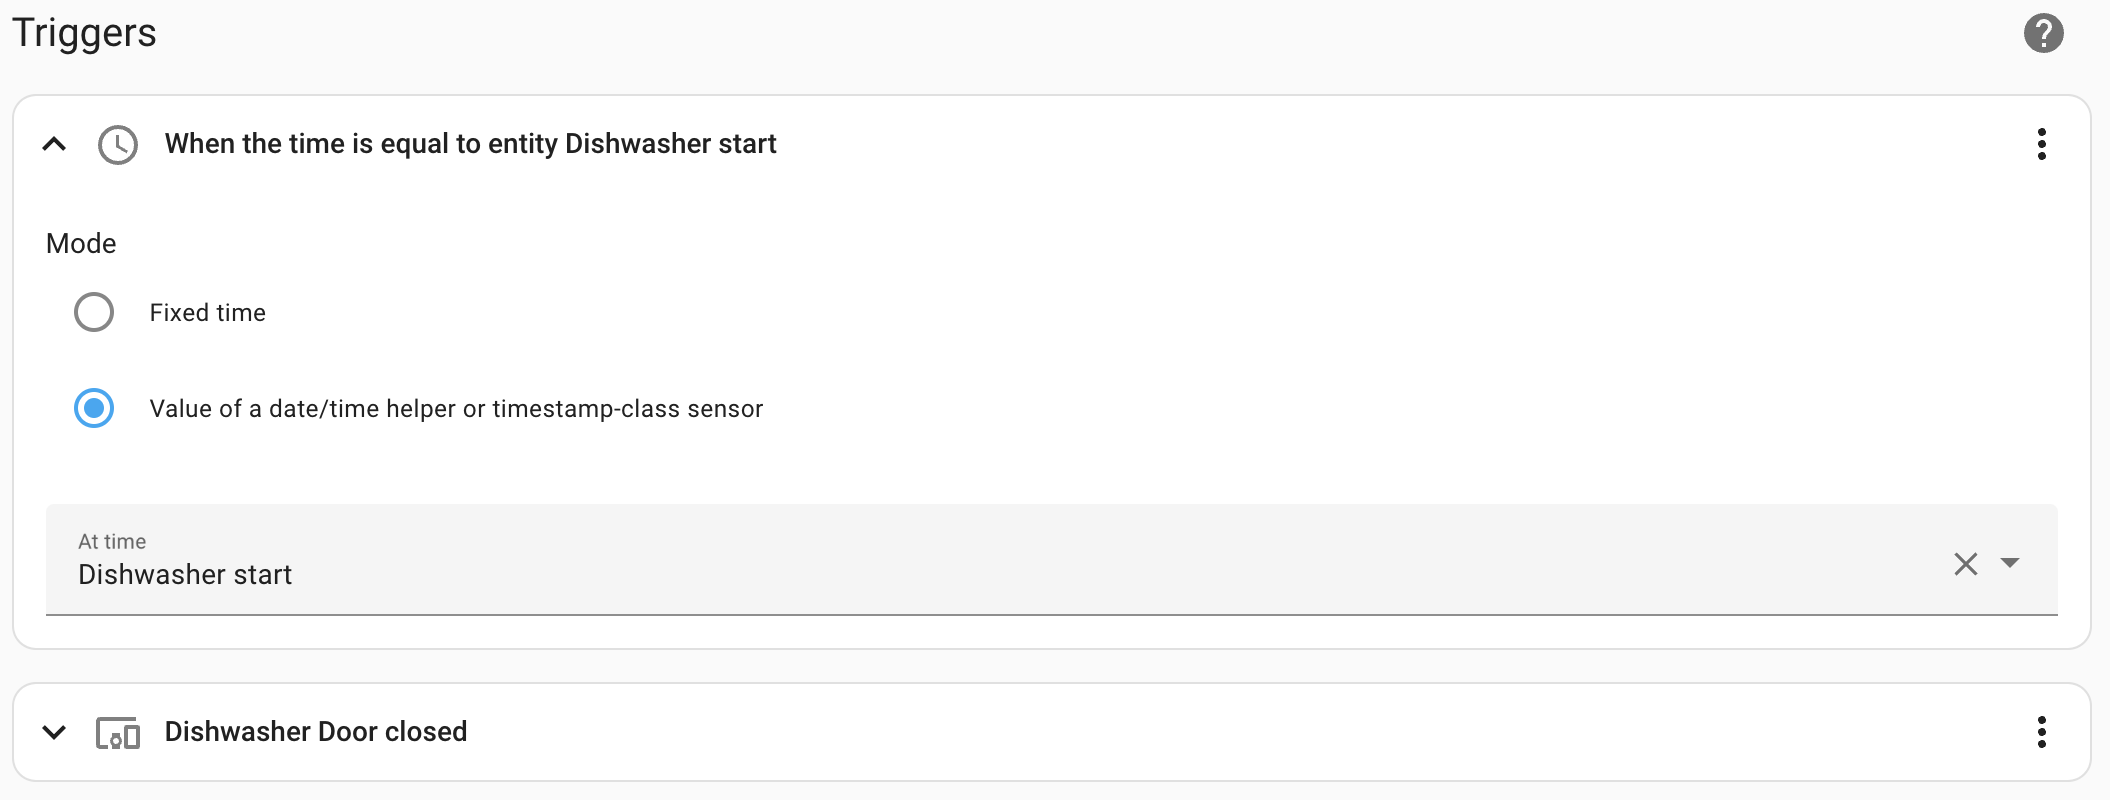 Triggers
When the time is equal to entity Dishwasher start
Mode
Fixed time
Value of a date/time helper or timestamp-class sensor
At time
Dishwasher start
Dishwasher Door closed